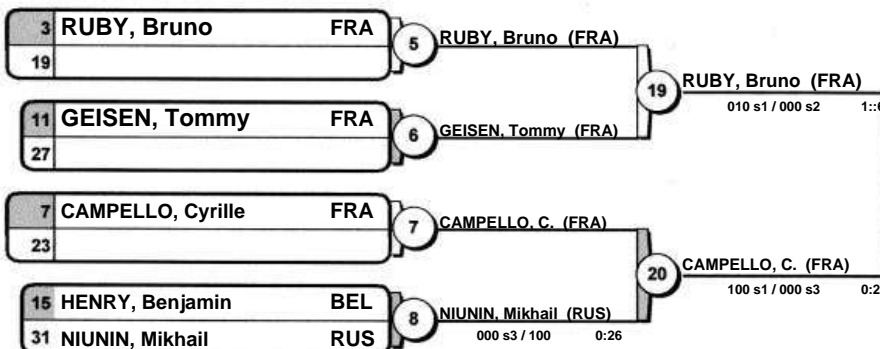 3 RUBY, Bruno FRA
19
5
RUBY, Bruno (FRA)
11 GEISEN, Tommy FRA
27
6
GEISEN, Tommy (FRA)
19
RUBY, Bruno (FRA)
010 s1 / 000 s2
7 CAMPELLO, Cyrille FRA
23
7
CAMPELLO, C. (FRA)
15 HENRY, Benjamin BEL
31 NIUNIN, Mikhail RUS
8
NIUNIN, Mikhail (RUS)
000 s3 / 100 0:26
20
CAMPELLO, C. (FRA)
100 s1 / 000 s3